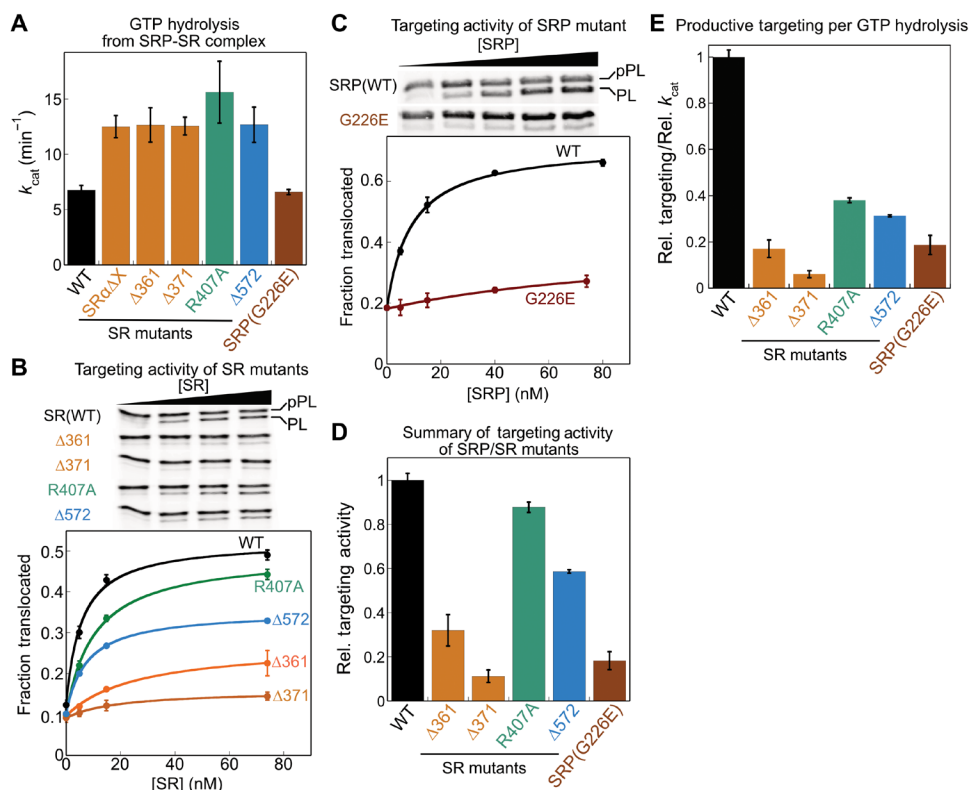 A
GTP hydrolysis
from SRP-SR complex
15
10
5
0
kcat (min⁻¹)
WT
SRαΔX
Δ361
Δ371
R407A
Δ572
SRP(G226E)
SR mutants
B
Targeting activity of SR mutants
[SR]
SR(WT)
pPL
PL
Δ361
Δ371
R407A
Δ572
0.5
0.4
0.3
0.2
0.1
0
Fraction translocated
WT
R407A
Δ572
Δ361
Δ371
0
20
40
60
80
[SR] (nM)
C
Targeting activity of SRP mutant
[SRP]
SRP(WT)
pPL
PL
G226E
0.6
0.4
0.2
0
Fraction translocated
WT
G226E
0
20
40
60
80
[SRP] (nM)
D
Summary of targeting activity
of SRP/SR mutants
1
0.8
0.6
0.4
0.2
0
Rel. targeting activity
WT
Δ361
Δ371
R407A
Δ572
SRP(G226E)
SR mutants
E
Productive targeting per GTP hydrolysis
1
0.8
0.6
0.4
0.2
0
Rel. targeting/Rel. kcat
WT
Δ361
Δ371
R407A
Δ572
SRP(G226E)
SR mutants